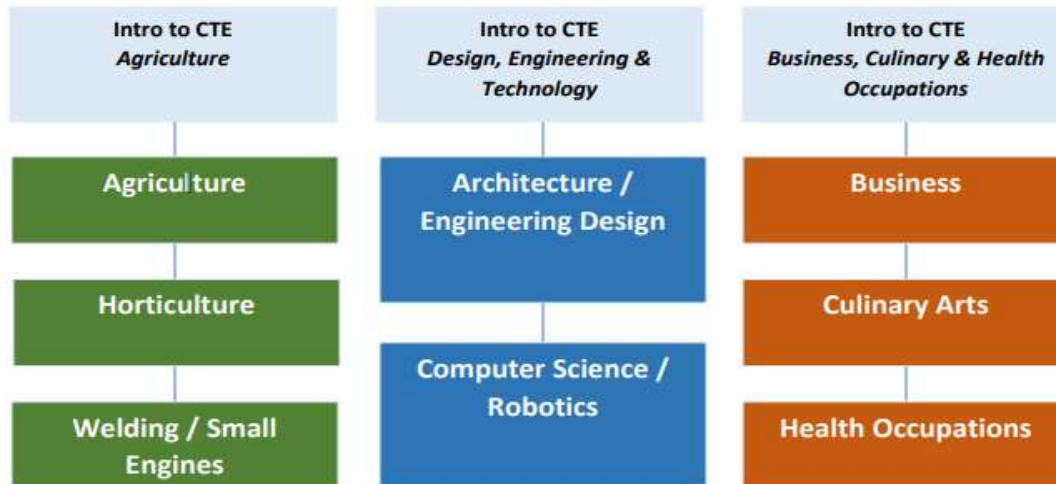 Intro to CTE
Agriculture
Agriculture
Horticulture
Welding / Small
Engines
Intro to CTE
Design, Engineering &
Technology
Architecture /
Engineering Design
Computer Science /
Robotics
Intro to CTE
Business, Culinary & Health
Occupations
Business
Culinary Arts
Health Occupations